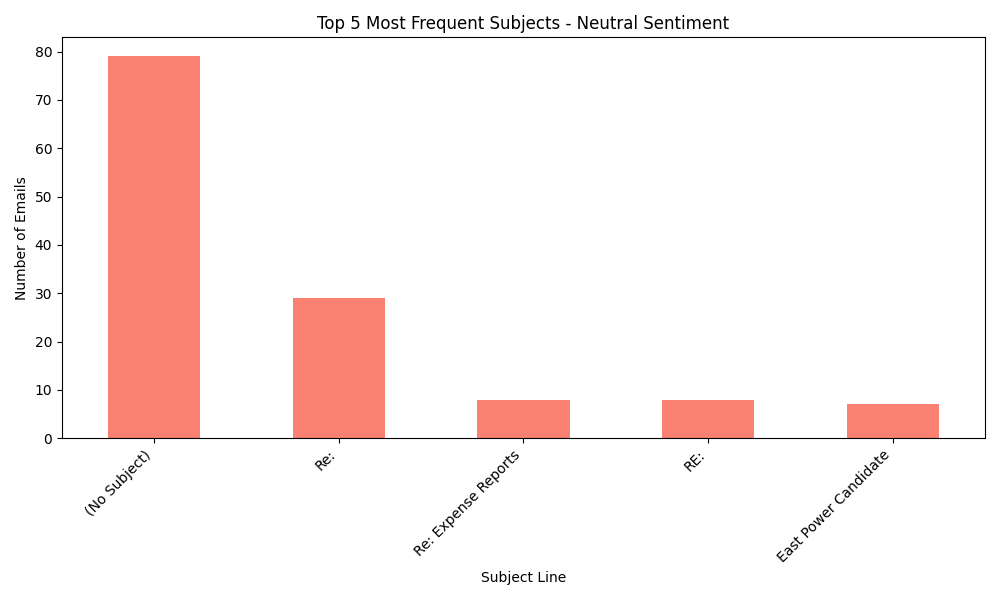 Top 5 Most Frequent Subjects - Neutral Sentiment
Number of Emails
80
70
60
50
40
30
20
10
0
(No Subject)
Re:
Re: Expense Reports
RE:
East Power Candidate
Subject Line